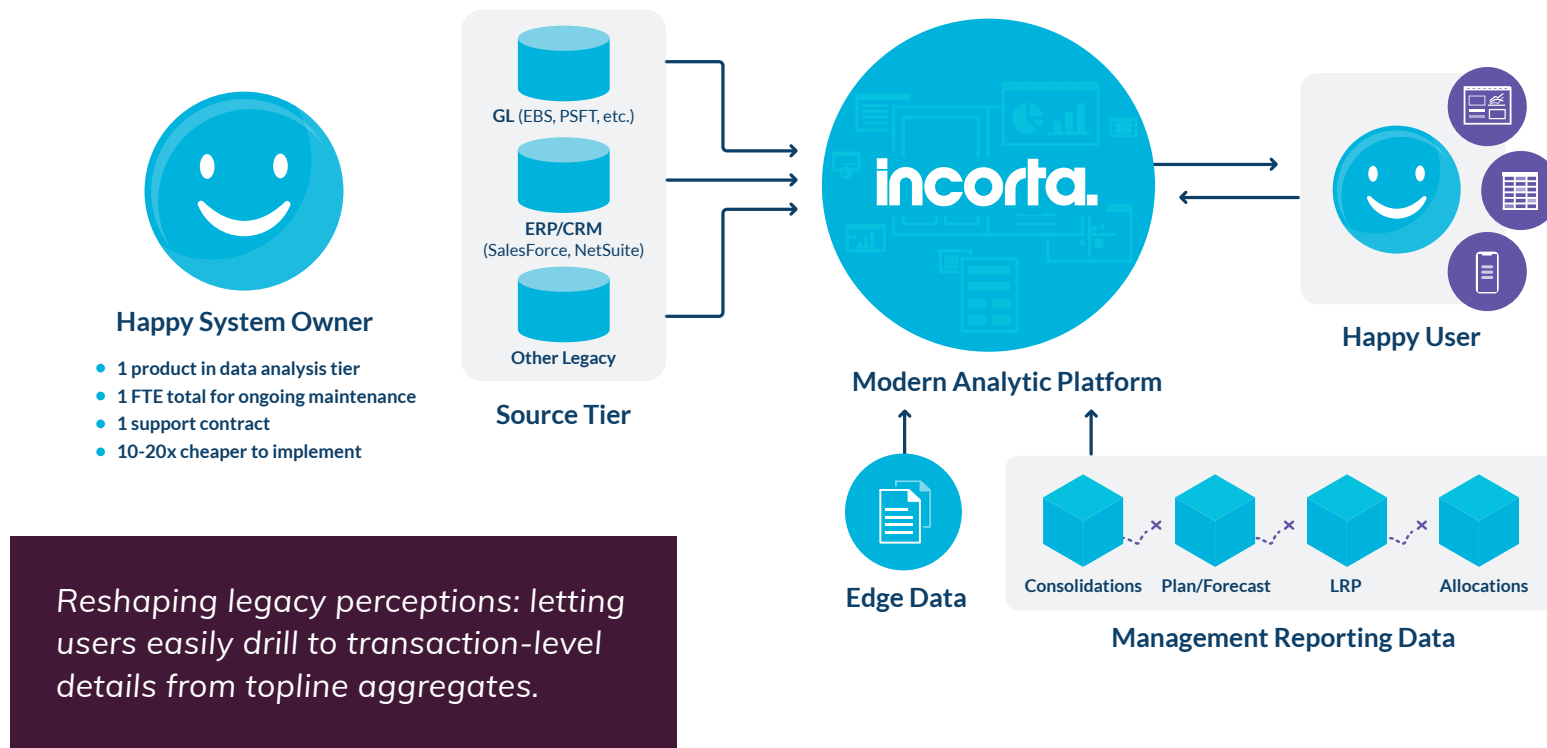 Happy System Owner
1 product in data analysis tier
1 FTE total for ongoing maintenance
1 support contract
10-20x cheaper to implement
GL (EBS, PSFT, etc.)
ERP/CRM
(SalesForce, NetSuite)
Other Legacy
Source Tier
incorta.
Modern Analytic Platform
Happy User
Edge Data
Consolidations
Plan/Forecast
LRP
Allocations
Management Reporting Data
Reshaping legacy perceptions: letting
users easily drill to transaction-level
details from topline aggregates.